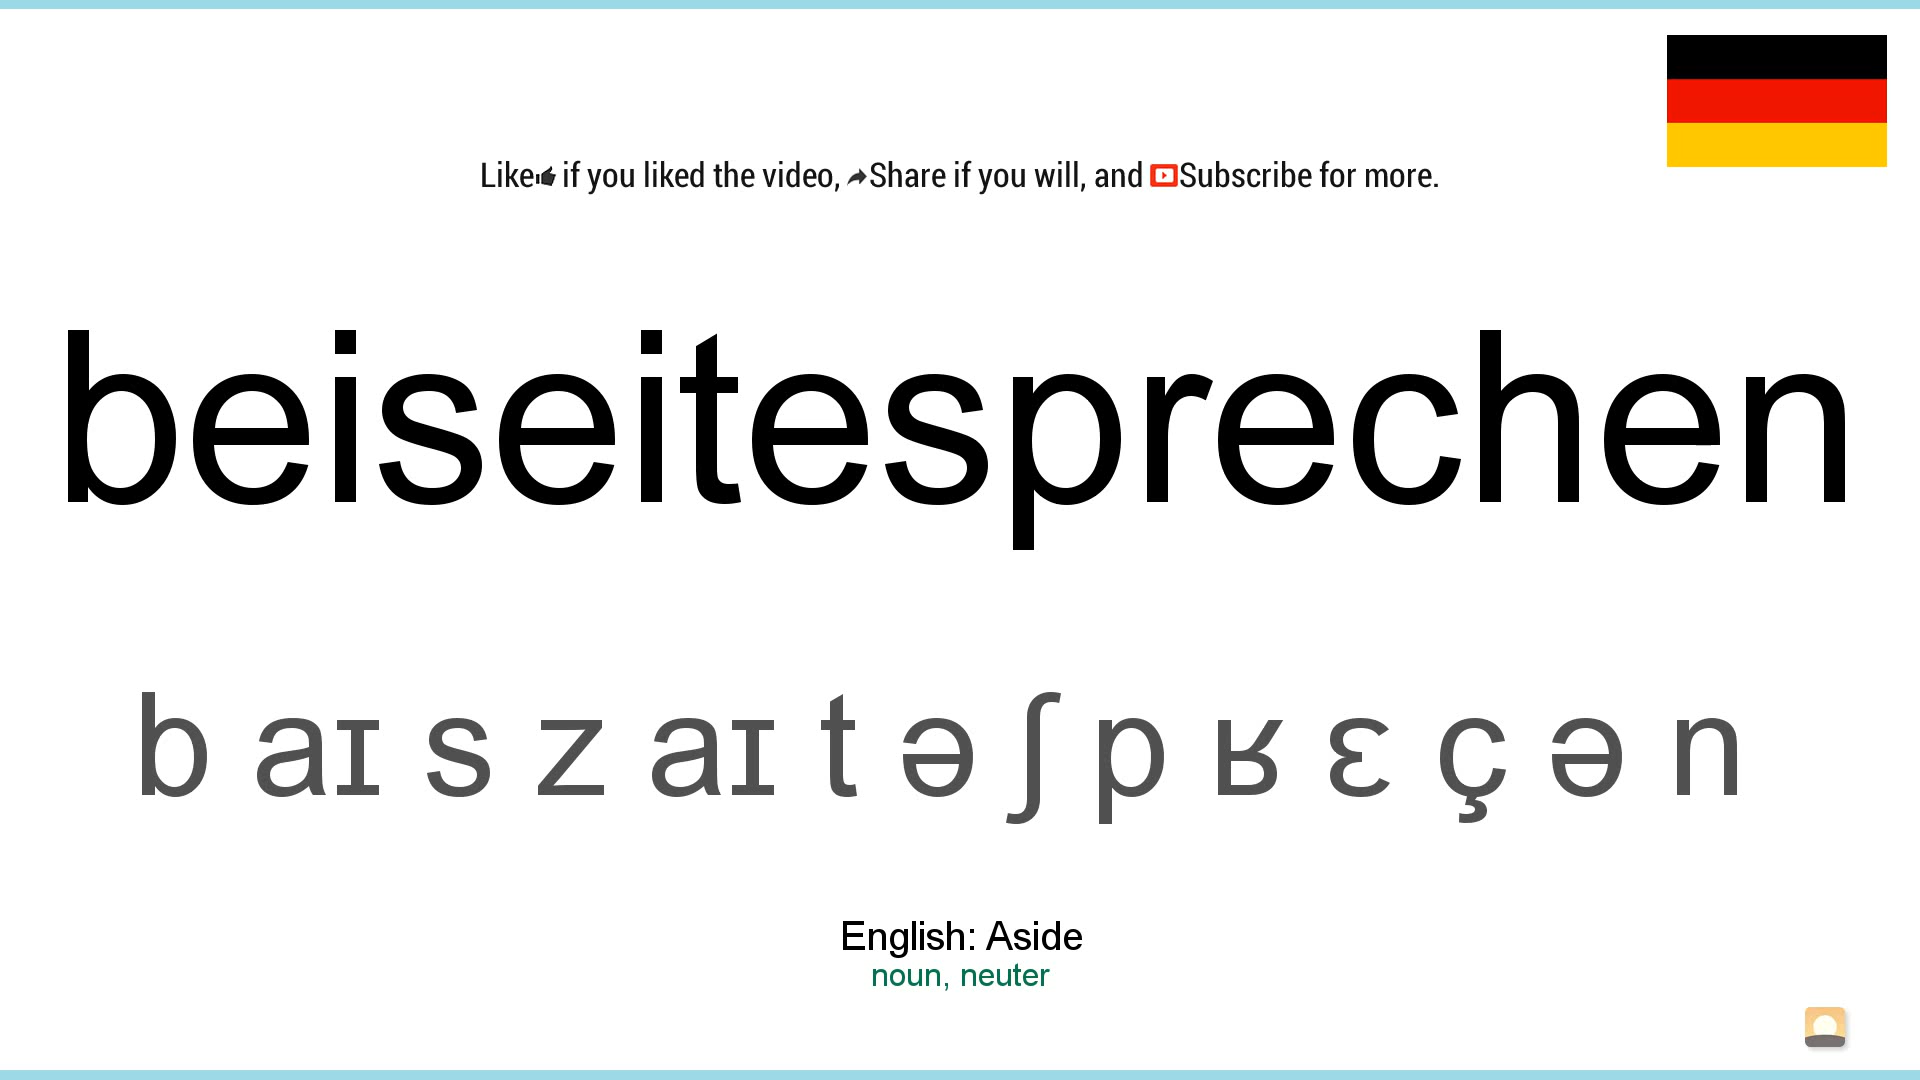 Like if you liked the video, Share if you will, and Subscribe for more.
beiseitesprechen
b aɪ s z aɪ t ə ʃ p ʁ ɛ ç ə n
English: Aside
noun, neuter